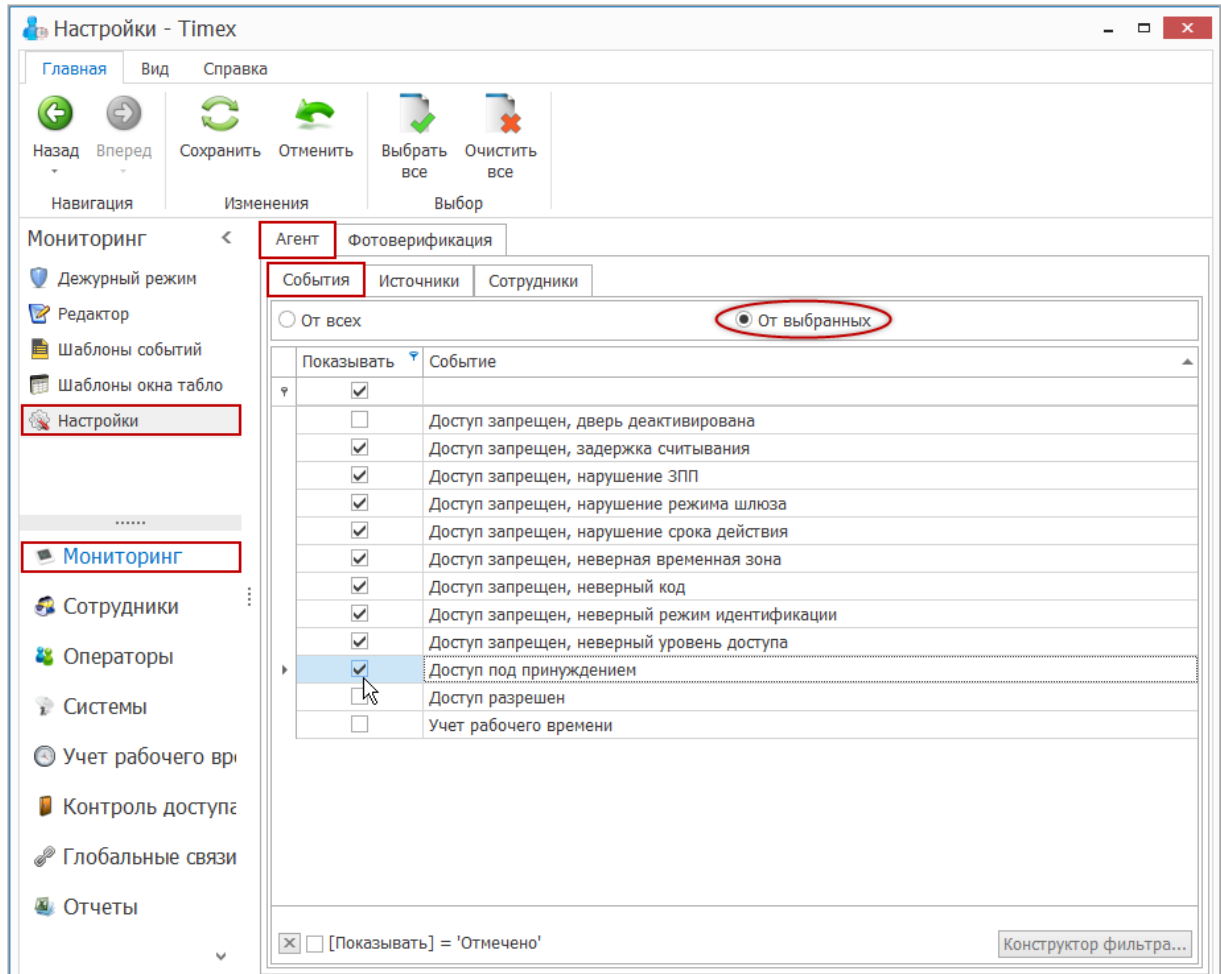 Настройки - Timex
Главная Вид Справка
Назад Вперед Сохранить Отменить Выбрать все Очистить все
Навигация Изменения Выбор
Мониторинг
Дежурный режим
Редактор
Шаблоны событий
Шаблоны окна табло
Настройки
Мониторинг
Сотрудники
Операторы
Системы
Учет рабочего вр
Контроль доступа
Глобальные связи
Отчеты
Агент Фотоверификация
События Источники Сотрудники
От всех От выбранных
Показывать Событие
Доступ запрещен, дверь деактивирована
Доступ запрещен, задержка считывания
Доступ запрещен, нарушение ЗПП
Доступ запрещен, нарушение режима шлюза
Доступ запрещен, нарушение срока действия
Доступ запрещен, неверная временная зона
Доступ запрещен, неверный код
Доступ запрещен, неверный режим идентификации
Доступ запрещен, неверный уровень доступа
Доступ под принуждением
Доступ разрешен
Учет рабочего времени
[Показывать] = 'Отмечено' Конструктор фильтра...